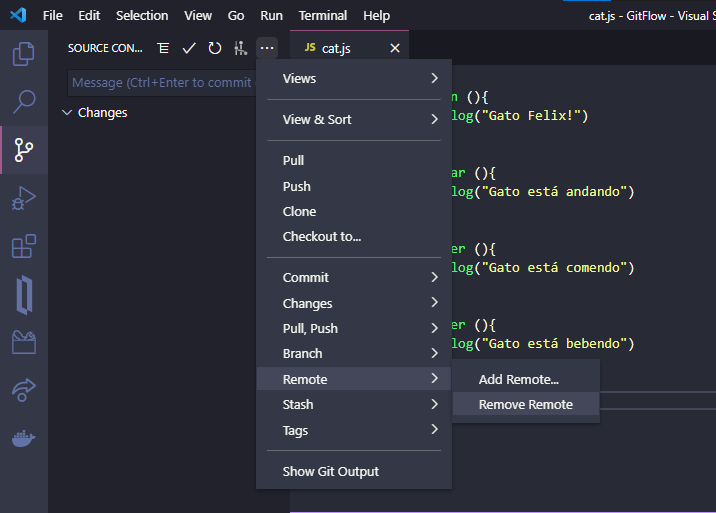 File Edit Selection View Go Run Terminal Help
cat.js - GitFlow - Visual S
SOURCE CON...
JS cat.js
Message (Ctrl+Enter to commit
Changes
Views
View & Sort
Pull
Push
Clone
Checkout to...
Commit
Changes
Pull, Push
Branch
Remote
Stash
Tags
Show Git Output
Add Remote...
Remove Remote
n (){
log("Gato Felix!")
ar (){
log("Gato está andando")
er (){
log("Gato está comendo")
er (){
log("Gato está bebendo")